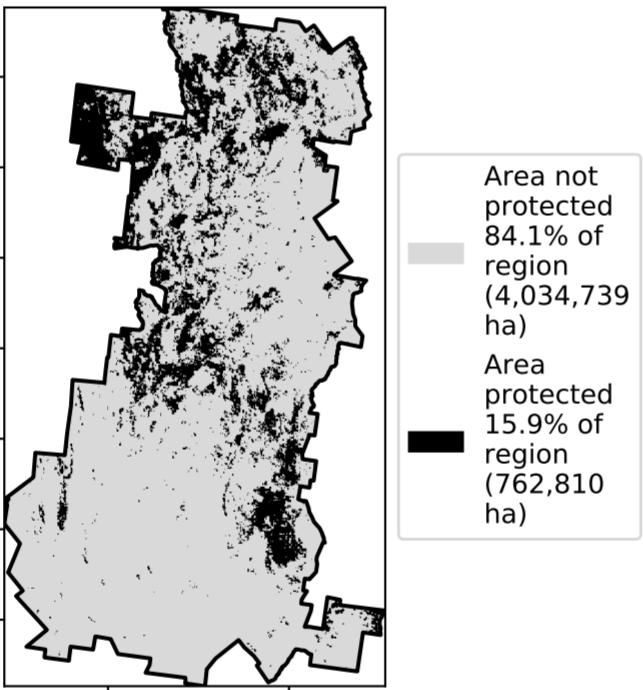 Area not
protected
84.1% of
region
(4,034,739
ha)
Area
protected
15.9% of
region
(762,810
ha)